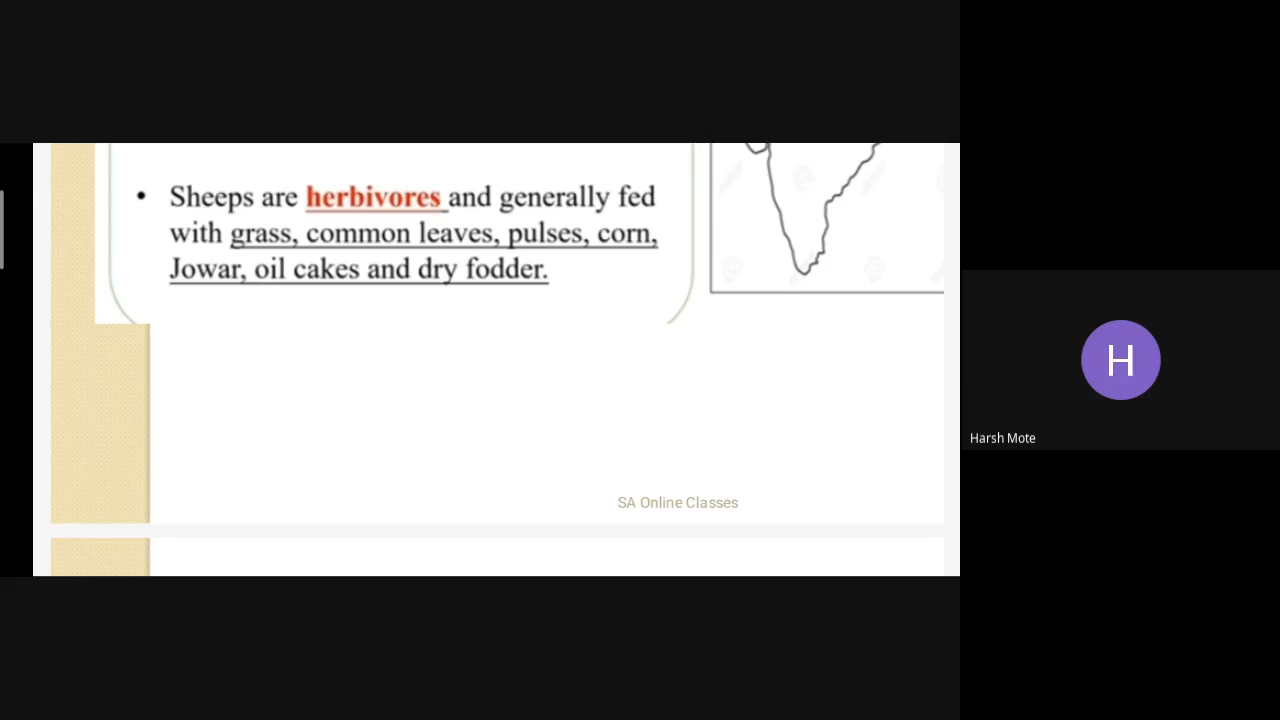 • Sheeps are herbivores and generally fed
with grass, common leaves, pulses, corn,
Jowar, oil cakes and dry fodder.
H
Harsh Mote
SA Online Classes